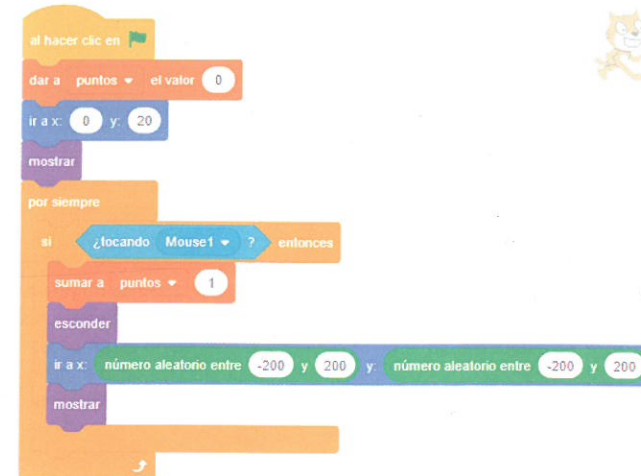 al hacer clic en
dar a puntos el valor 0
ir a x: 0 y: 20
mostrar
por siempre
si ¿tocando Mouse1 ? entonces
sumar a puntos 1
esconder
ir a x: número aleatorio entre -200 y 200 y: número aleatorio entre -200 y 200
mostrar